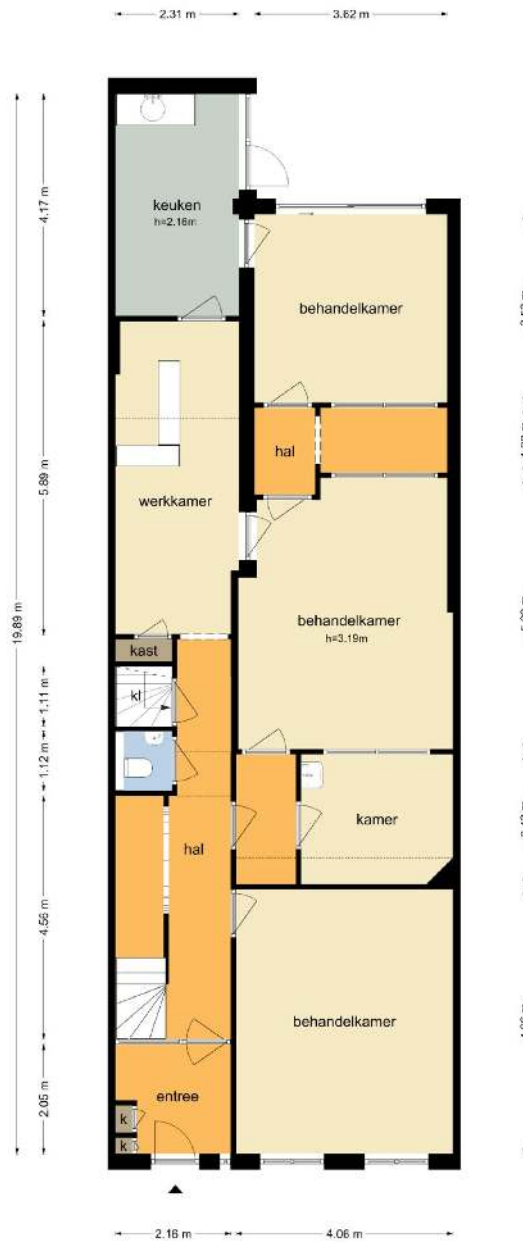 2.31 m
3.62 m
4.17 m
keuken
h=2.16m
behandelkamer
hal
5.89 m
werkkamer
19.89 m
behandelkamer
h=3.19m
kast
kl
1.11 m
1.12 m
kamer
hal
4.56 m
behandelkamer
2.05 m
entree
k
k
2.16 m
4.06 m